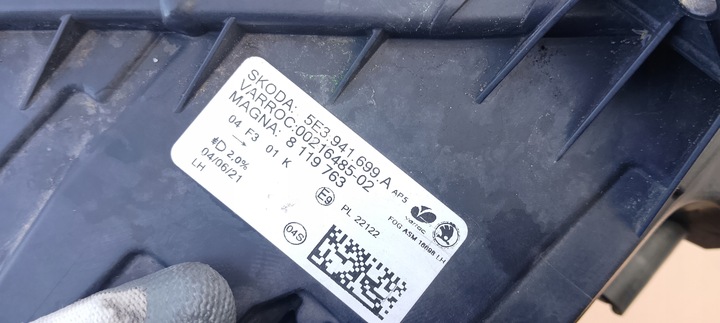 SKODA: 5E3.941.699.A APS
VARROC:00216485-02
MAGNA: 8 119 763
04 F3 01 K
D 2.0%
04/06/21
LH
E9
PL 22122
04S
varroc
FOG ASM 16698 LH